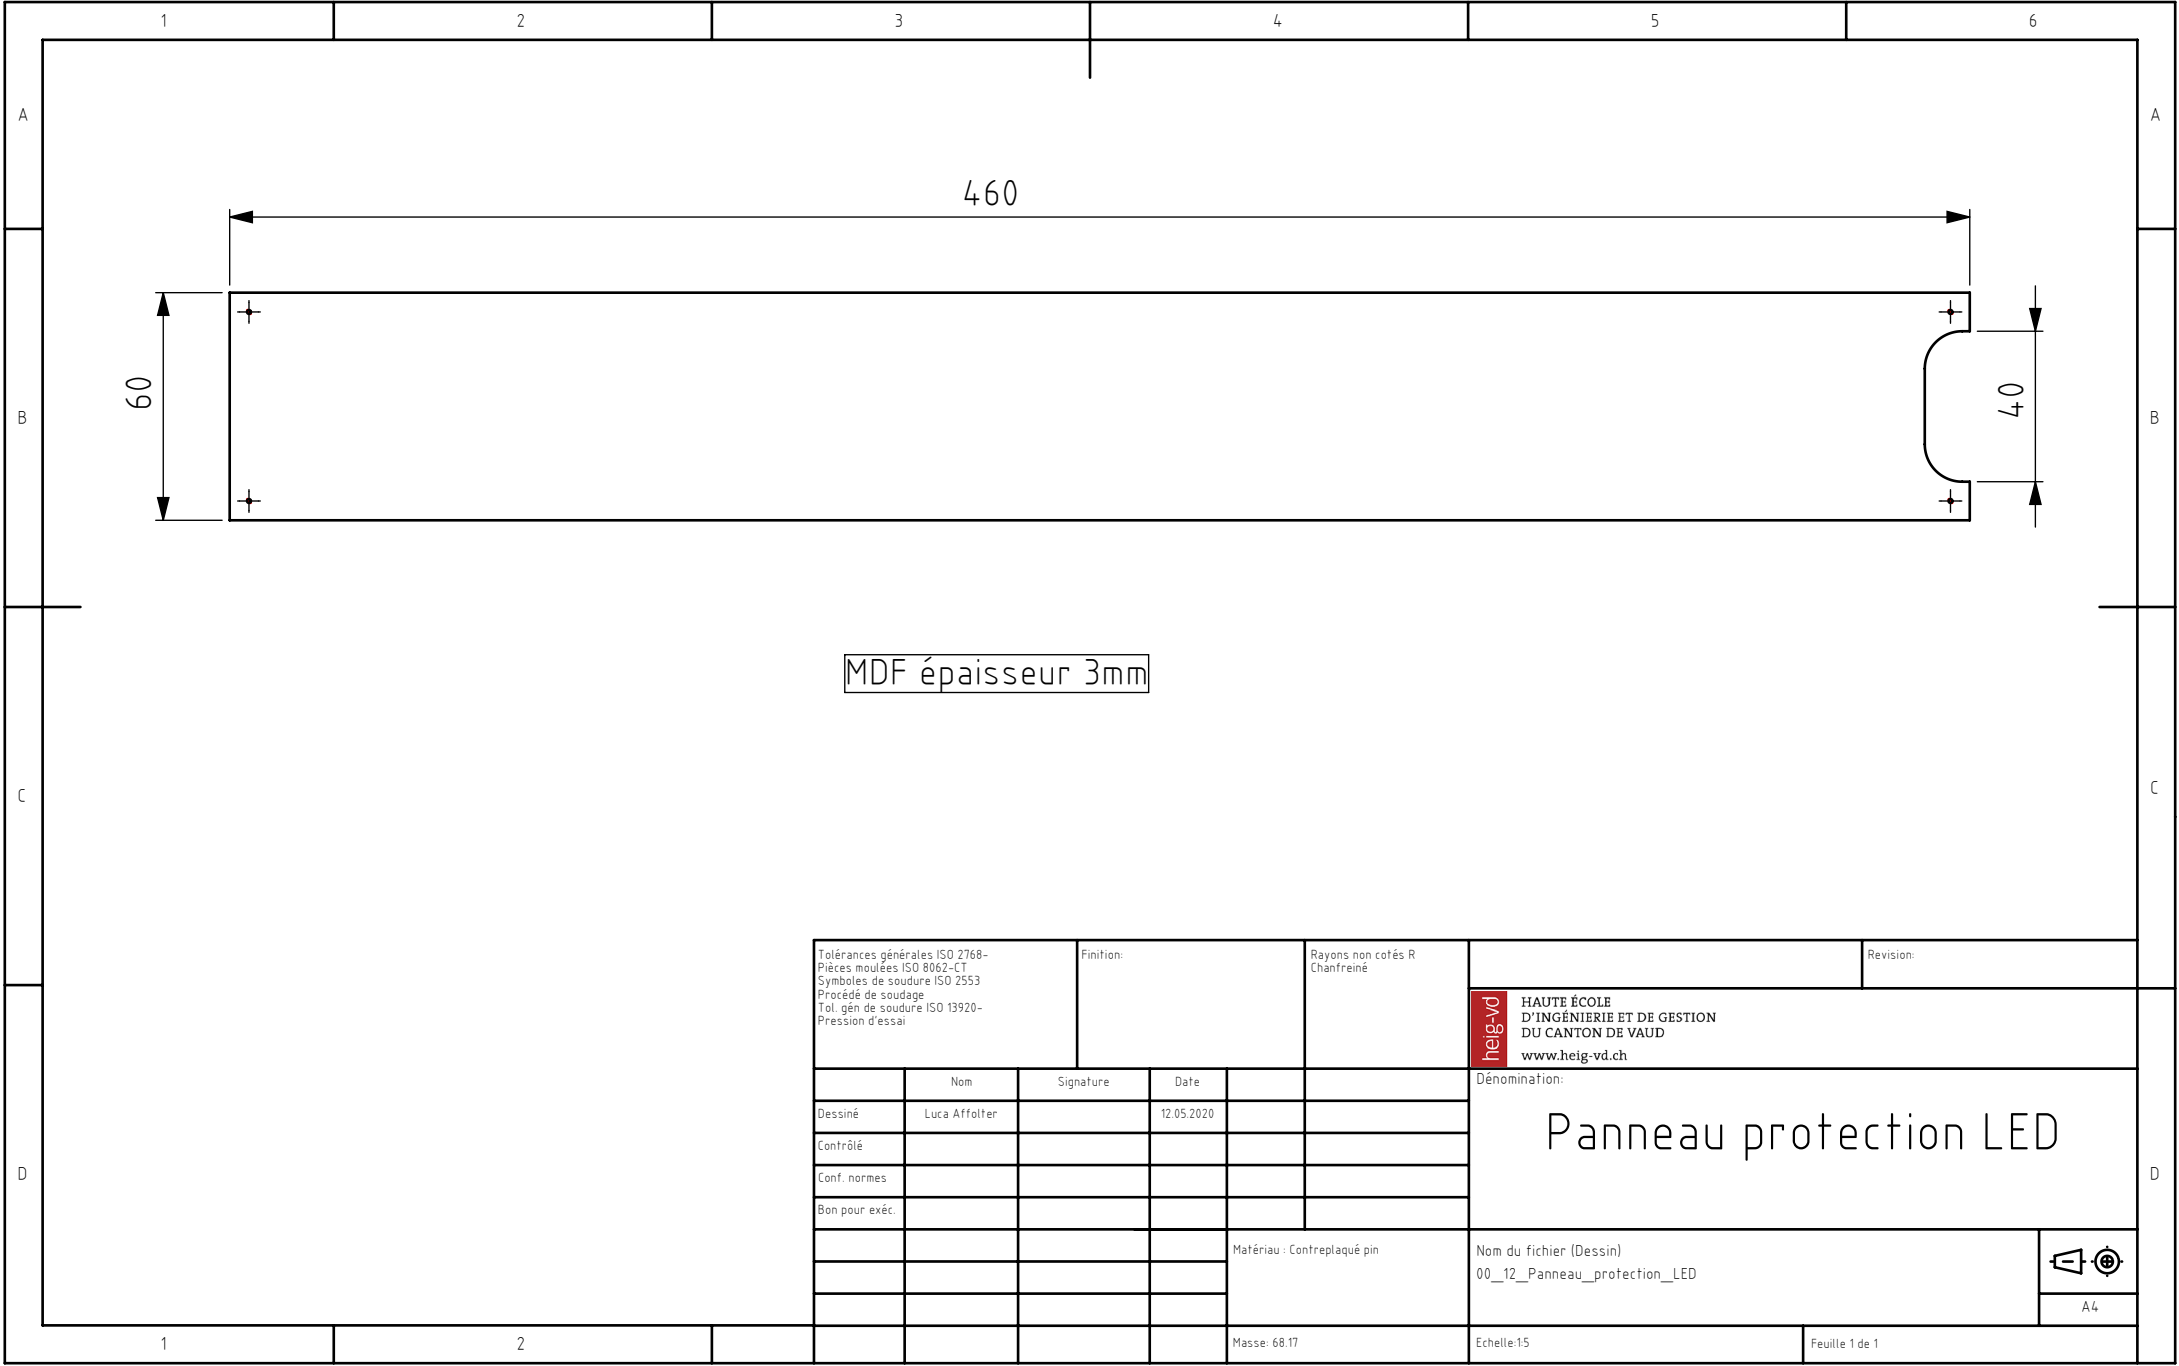 1 2 3 4 5 6
A A
460
60
B B
40
MDF épaisseur 3mm
C C
Tolérances générales ISO 2768-
Pièces moulées ISO 8062-CT
Symboles de soudure ISO 2553
Procédé de soudage
Tol. gén de soudure ISO 13920-
Pression d'essai
Finition:
Rayons non cotés R
Chanfreiné
Revision:
heig-vd
HAUTE ÉCOLE
D'INGÉNIERIE ET DE GESTION
DU CANTON DE VAUD
www.heig-vd.ch
Nom Signature Date
Dessiné Luca Affolter 12.05.2020
Contrôlé
Conf. normes
Bon pour exéc.
Dénomination:
Panneau protection LED
D D
Matériau : Contreplaqué pin
Nom du fichier (Dessin)
00__12__Panneau__protection__LED
A4
1 2
Masse: 68.17
Echelle:1:5
Feuille 1 de 1